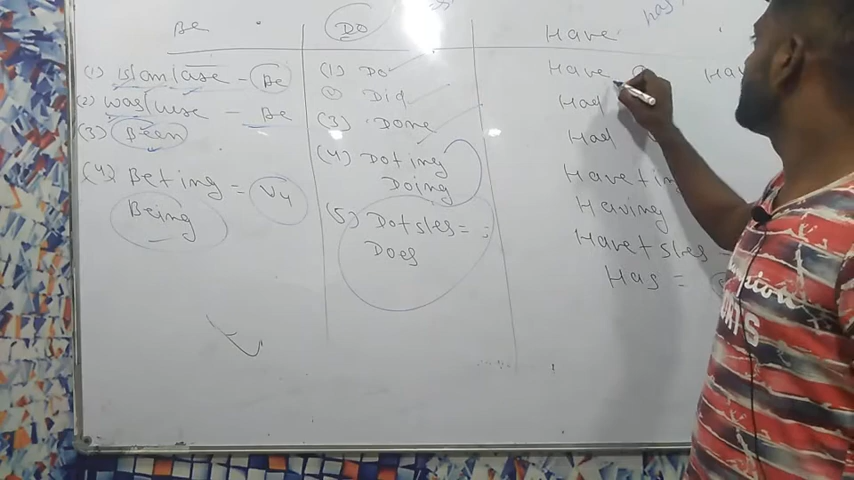 Be
Do
Have
has
(1) is/am/are - Be
(2) was/were - Be
(3) Been
(4) Be+ing = V4
Being
(1) Do
(2) Did
(3) Done
(4) Do+ing
Doing
(5) Do+s/es =
Does
Have
Had
Had
Have+ing
Having
Have+s/es
Has =